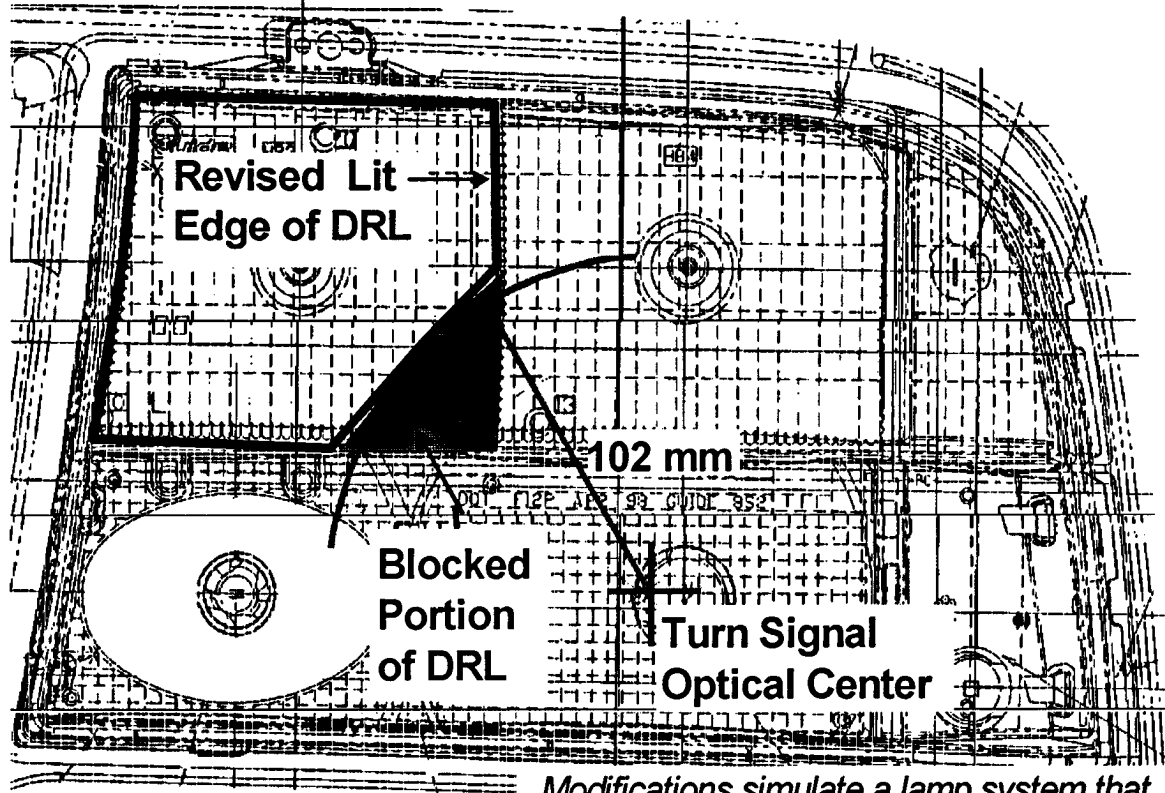 Revised Lit
Edge of DRL
102 mm
Blocked
Portion
of DRL
Turn Signal
Optical Center
Modifications simulate a lamp system that